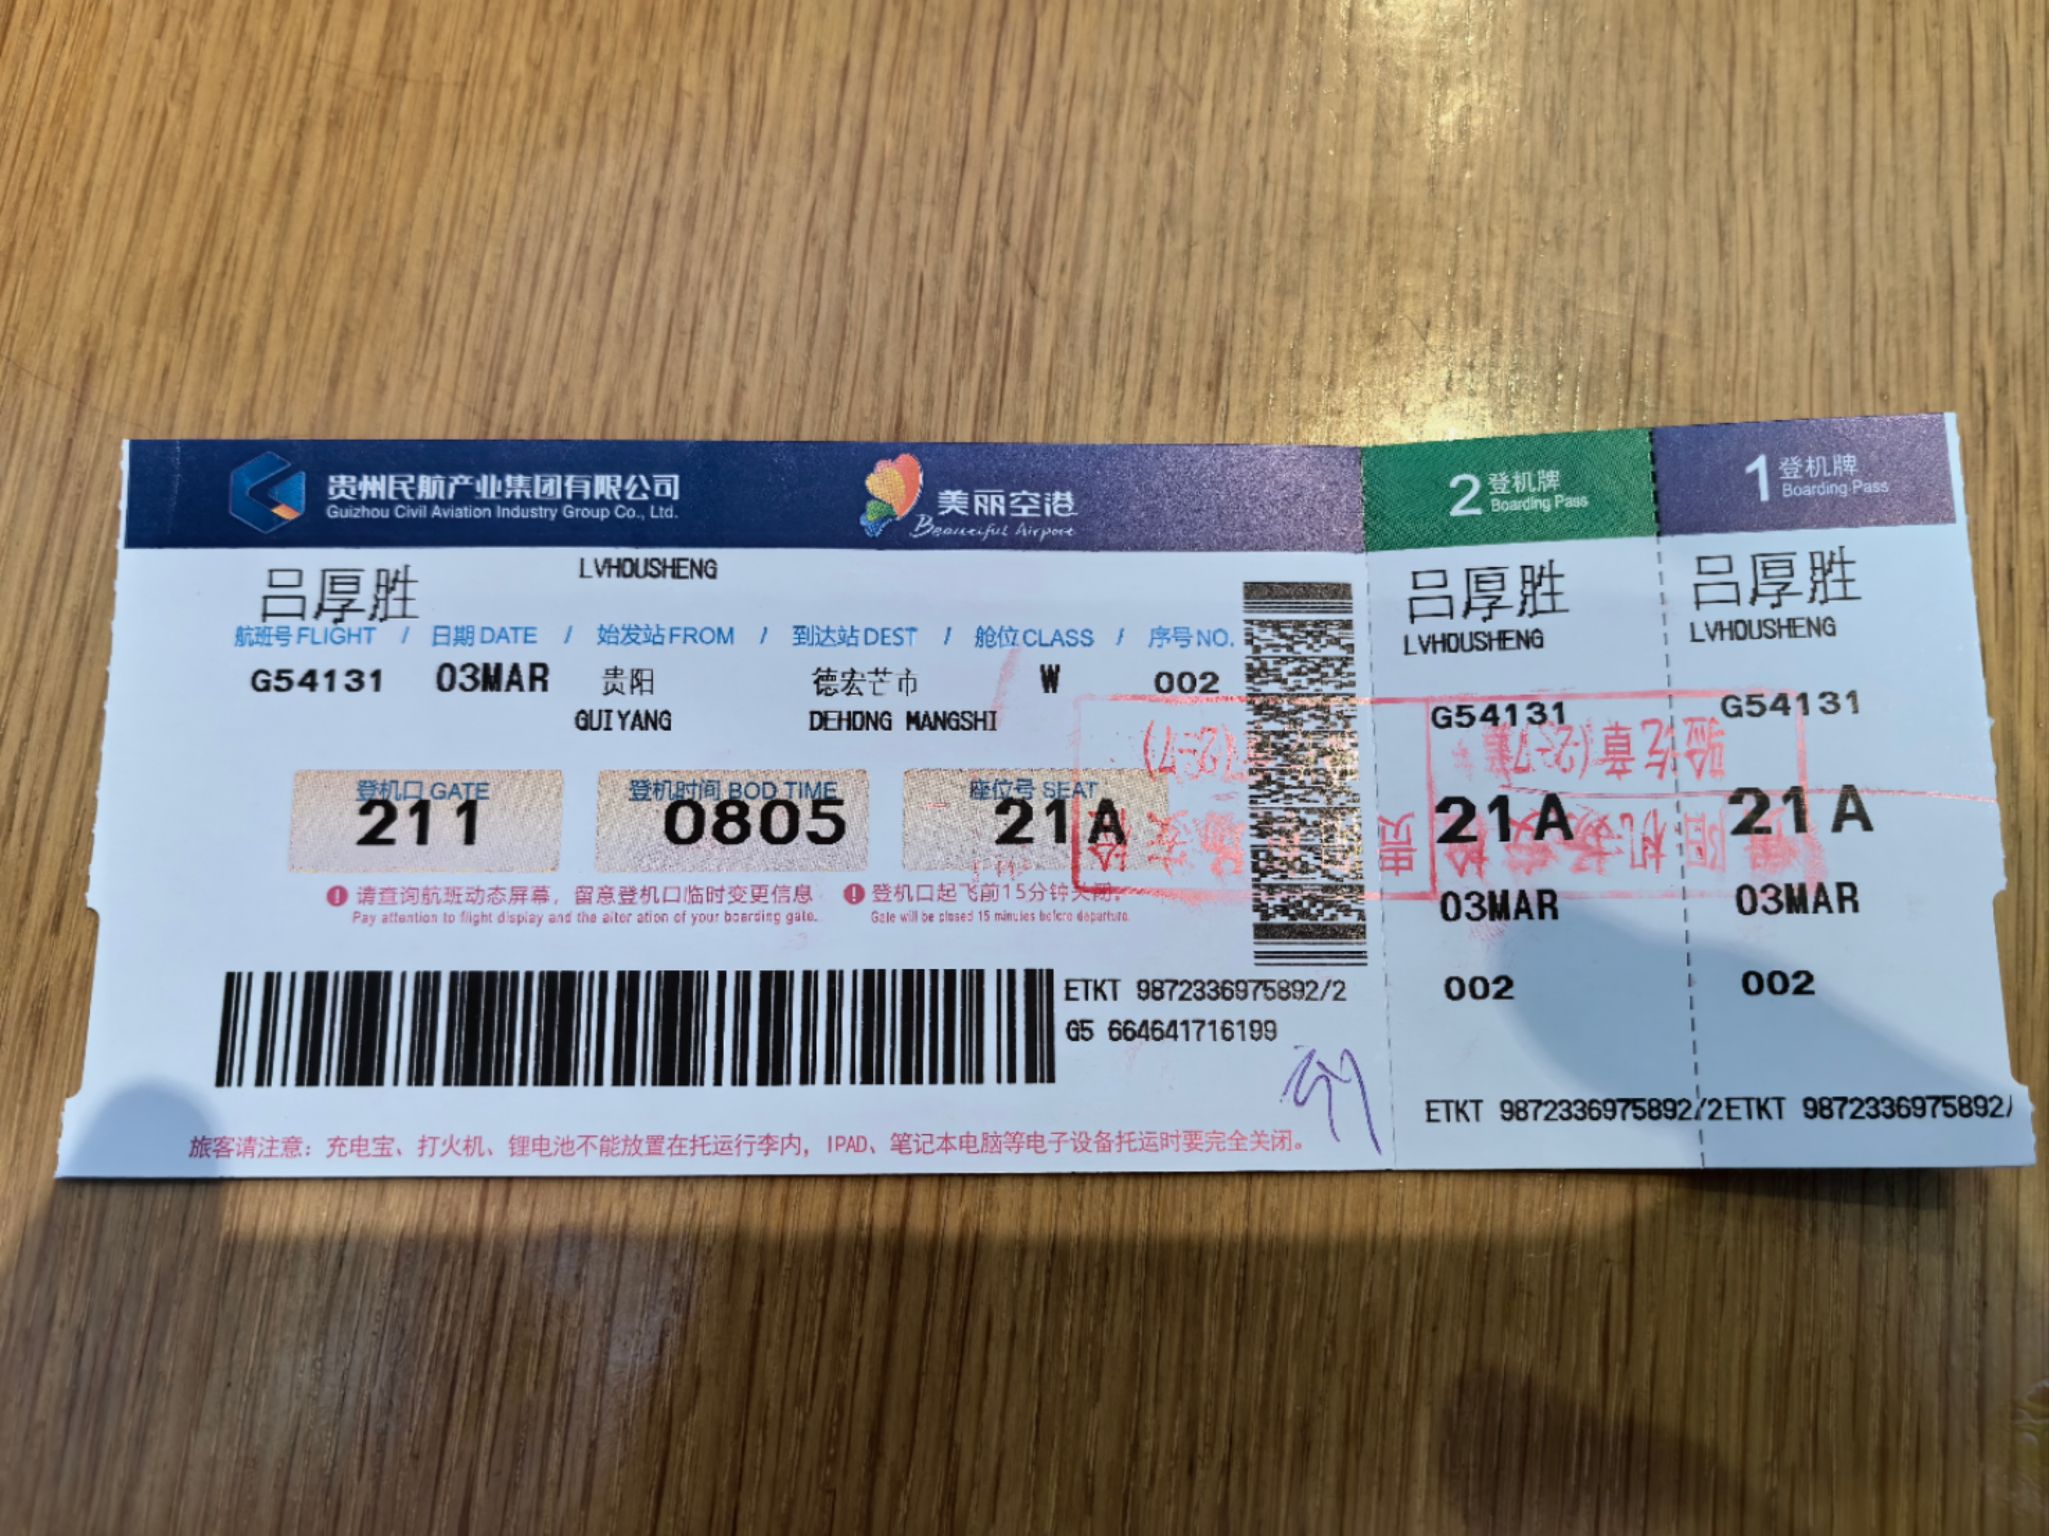 贵州民航产业集团有限公司
Guizhou Civil Aviation Industry Group Co., Ltd.
美丽空港
Beautiful Airport
吕厚胜 LVHOUSHENG
航班号 FLIGHT / 日期 DATE / 始发站 FROM / 到达站 DEST / 舱位 CLASS / 序号 NO.
G54131 03MAR 贵阳 德宏芒市 W 002
GUIYANG DEHONG MANGSHI
登机口 GATE 登机时间 BOD TIME 座位号 SEAT
211 0805 21A
请查询航班动态屏幕，留意登机口临时变更信息 登机口起飞前15分钟关闭。
Pay attention to flight display and the alter ation of your boarding gate. Gate will be closed 15 minutes before departure.
ETKT 9872336975892/2
G5 664641716199
旅客请注意：充电宝、打火机、锂电池不能放置在托运行李内，IPAD、笔记本电脑等电子设备托运时要完全关闭。
2 登机牌
Boarding Pass
吕厚胜
LVHOUSHENG
G54131
21A
03MAR
002
ETKT 9872336975892/2
1 登机牌
Boarding Pass
吕厚胜
LVHOUSHENG
G54131
21A
03MAR
002
ETKT 9872336975892/